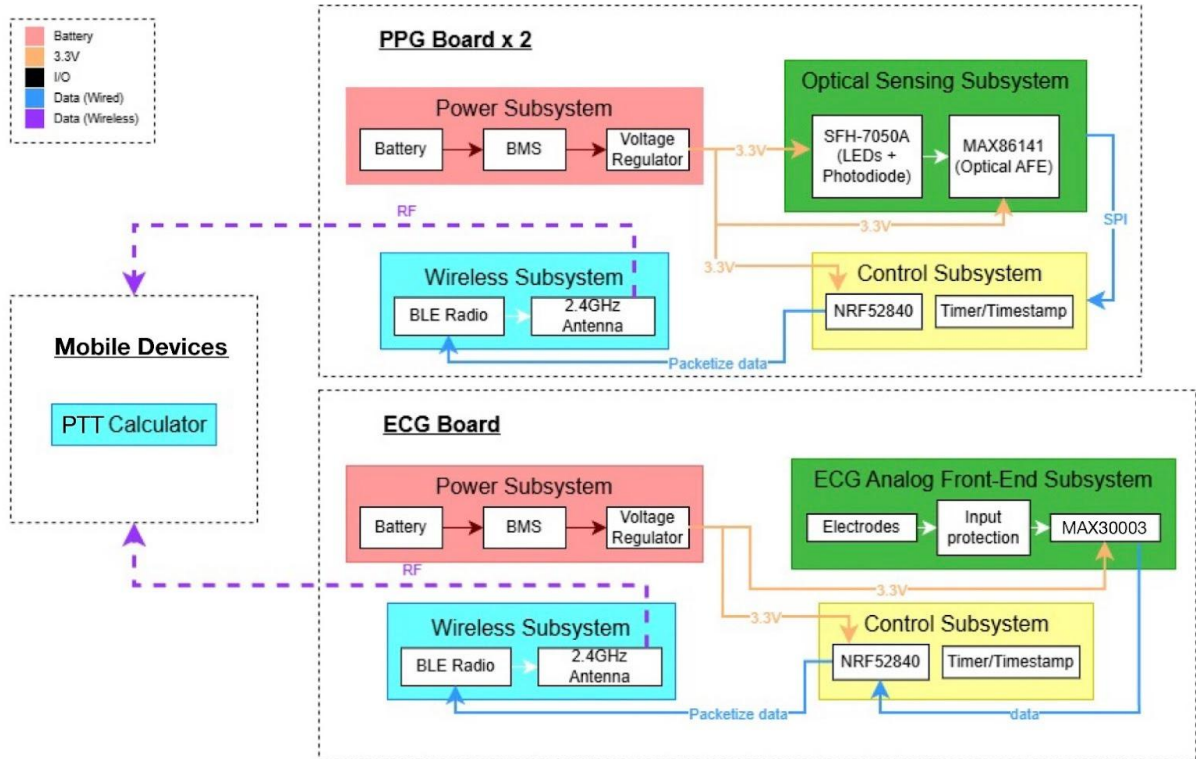 Battery
3.3V
I/O
Data (Wired)
Data (Wireless)
PPG Board x 2
Power Subsystem
Battery
BMS
Voltage
Regulator
3.3V
Optical Sensing Subsystem
SFH-7050A
(LEDs +
Photodiode)
MAX86141
(Optical AFE)
RF
3.3V
SPI
3.3V
Wireless Subsystem
BLE Radio
2.4GHz
Antenna
Control Subsystem
NRF52840
Timer/Timestamp
Packetize data
Mobile Devices
PTT Calculator
ECG Board
Power Subsystem
Battery
BMS
Voltage
Regulator
ECG Analog Front-End Subsystem
Electrodes
Input
protection
MAX30003
RF
3.3V
3.3V
Wireless Subsystem
BLE Radio
2.4GHz
Antenna
Control Subsystem
NRF52840
Timer/Timestamp
Packetize data
data